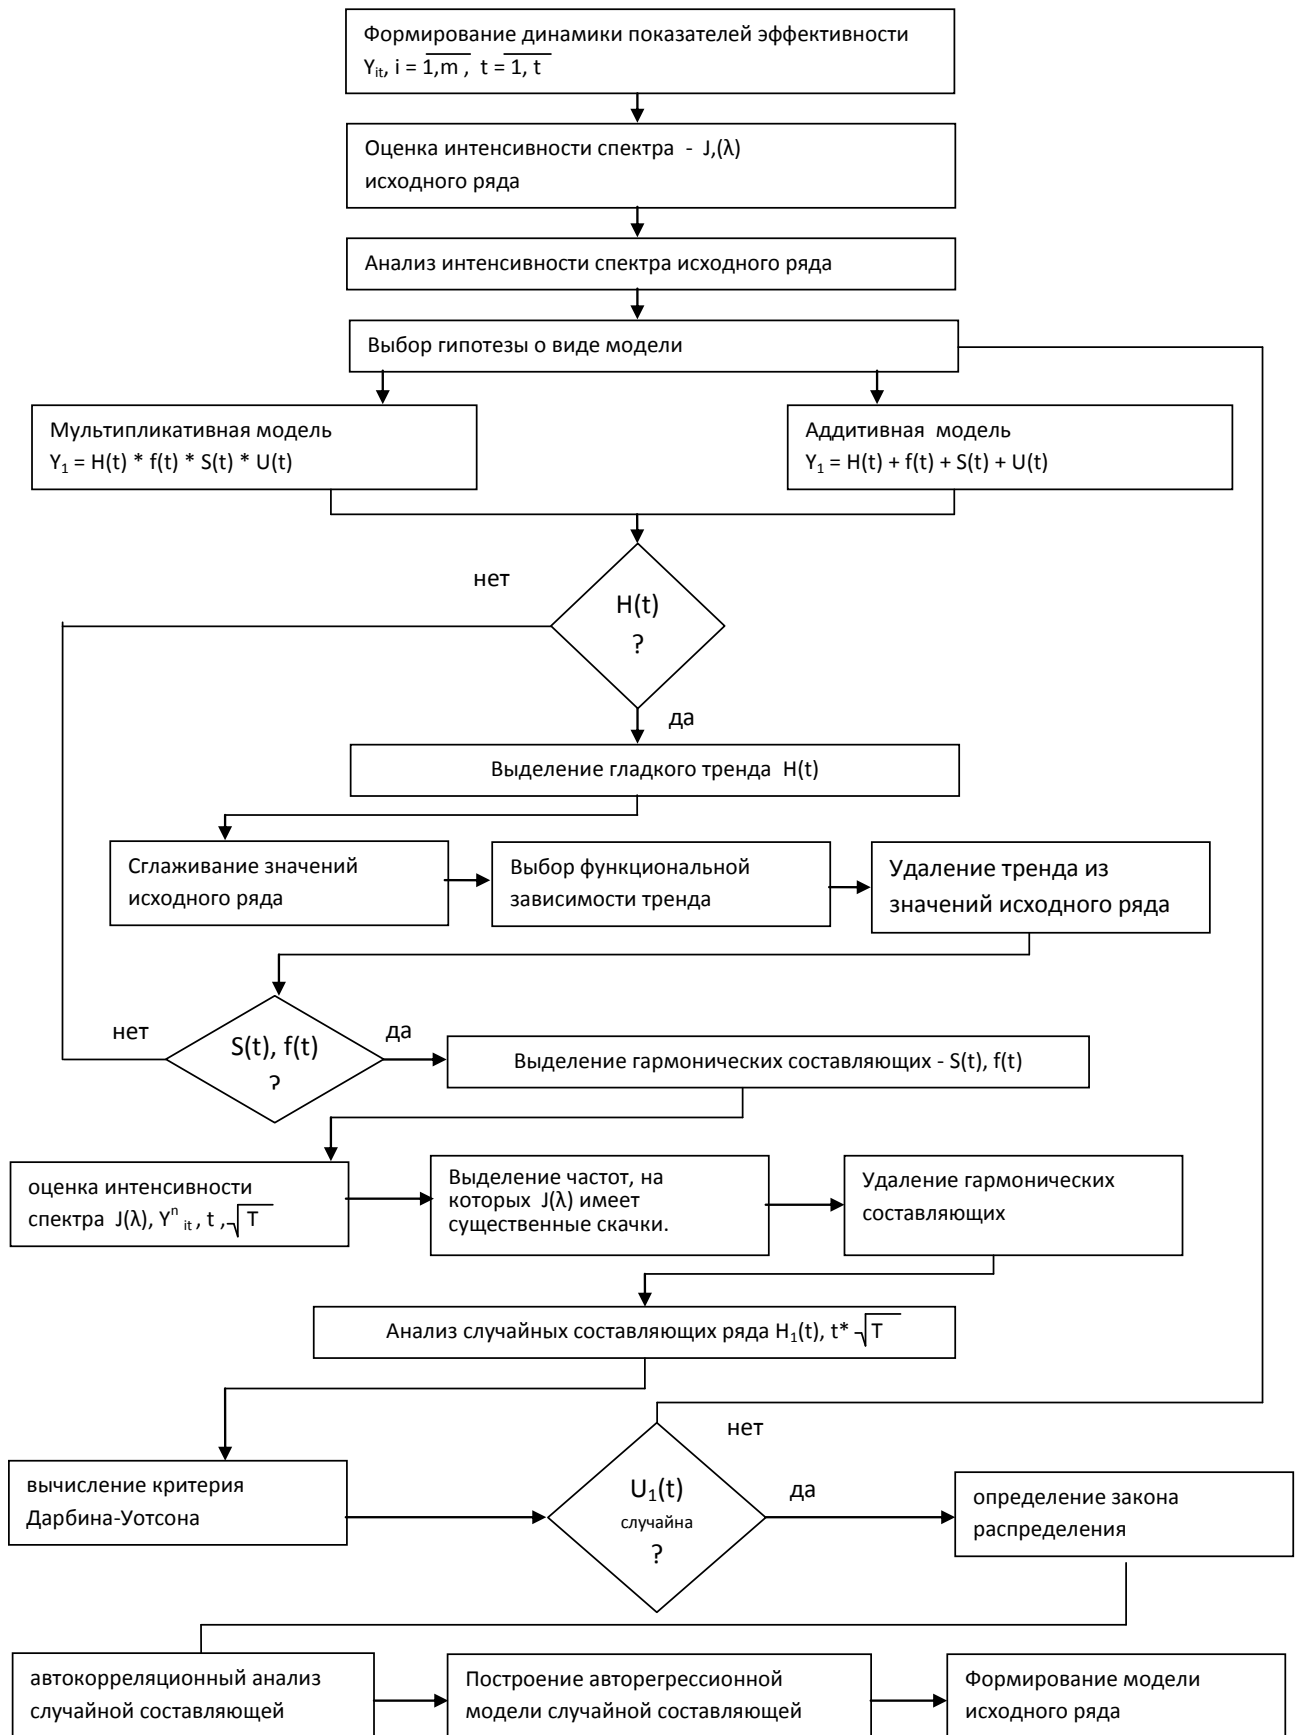 Формирование динамики показателей эффективности
Y_it, i = 1,m , t = 1, t
Оценка интенсивности спектра - J,(λ)
исходного ряда
Анализ интенсивности спектра исходного ряда
Выбор гипотезы о виде модели
Мультипликативная модель
Y_1 = H(t) * f(t) * S(t) * U(t)
Аддитивная модель
Y_1 = H(t) + f(t) + S(t) + U(t)
нет
H(t)
?
да
Выделение гладкого тренда H(t)
Сглаживание значений
исходного ряда
Выбор функциональной
зависимости тренда
Удаление тренда из
значений исходного ряда
нет
S(t), f(t)
?
да
Выделение гармонических составляющих - S(t), f(t)
оценка интенсивности
спектра J(λ), Y^n_it, t ,√T
Выделение частот, на
которых J(λ) имеет
существенные скачки.
Удаление гармонических
составляющих
Анализ случайных составляющих ряда H_1(t), t* √T
нет
вычисление критерия
Дарбина-Уотсона
U_1(t)
случайна
?
да
определение закона
распределения
автокорреляционный анализ
случайной составляющей
Построение авторегрессионной
модели случайной составляющей
Формирование модели
исходного ряда